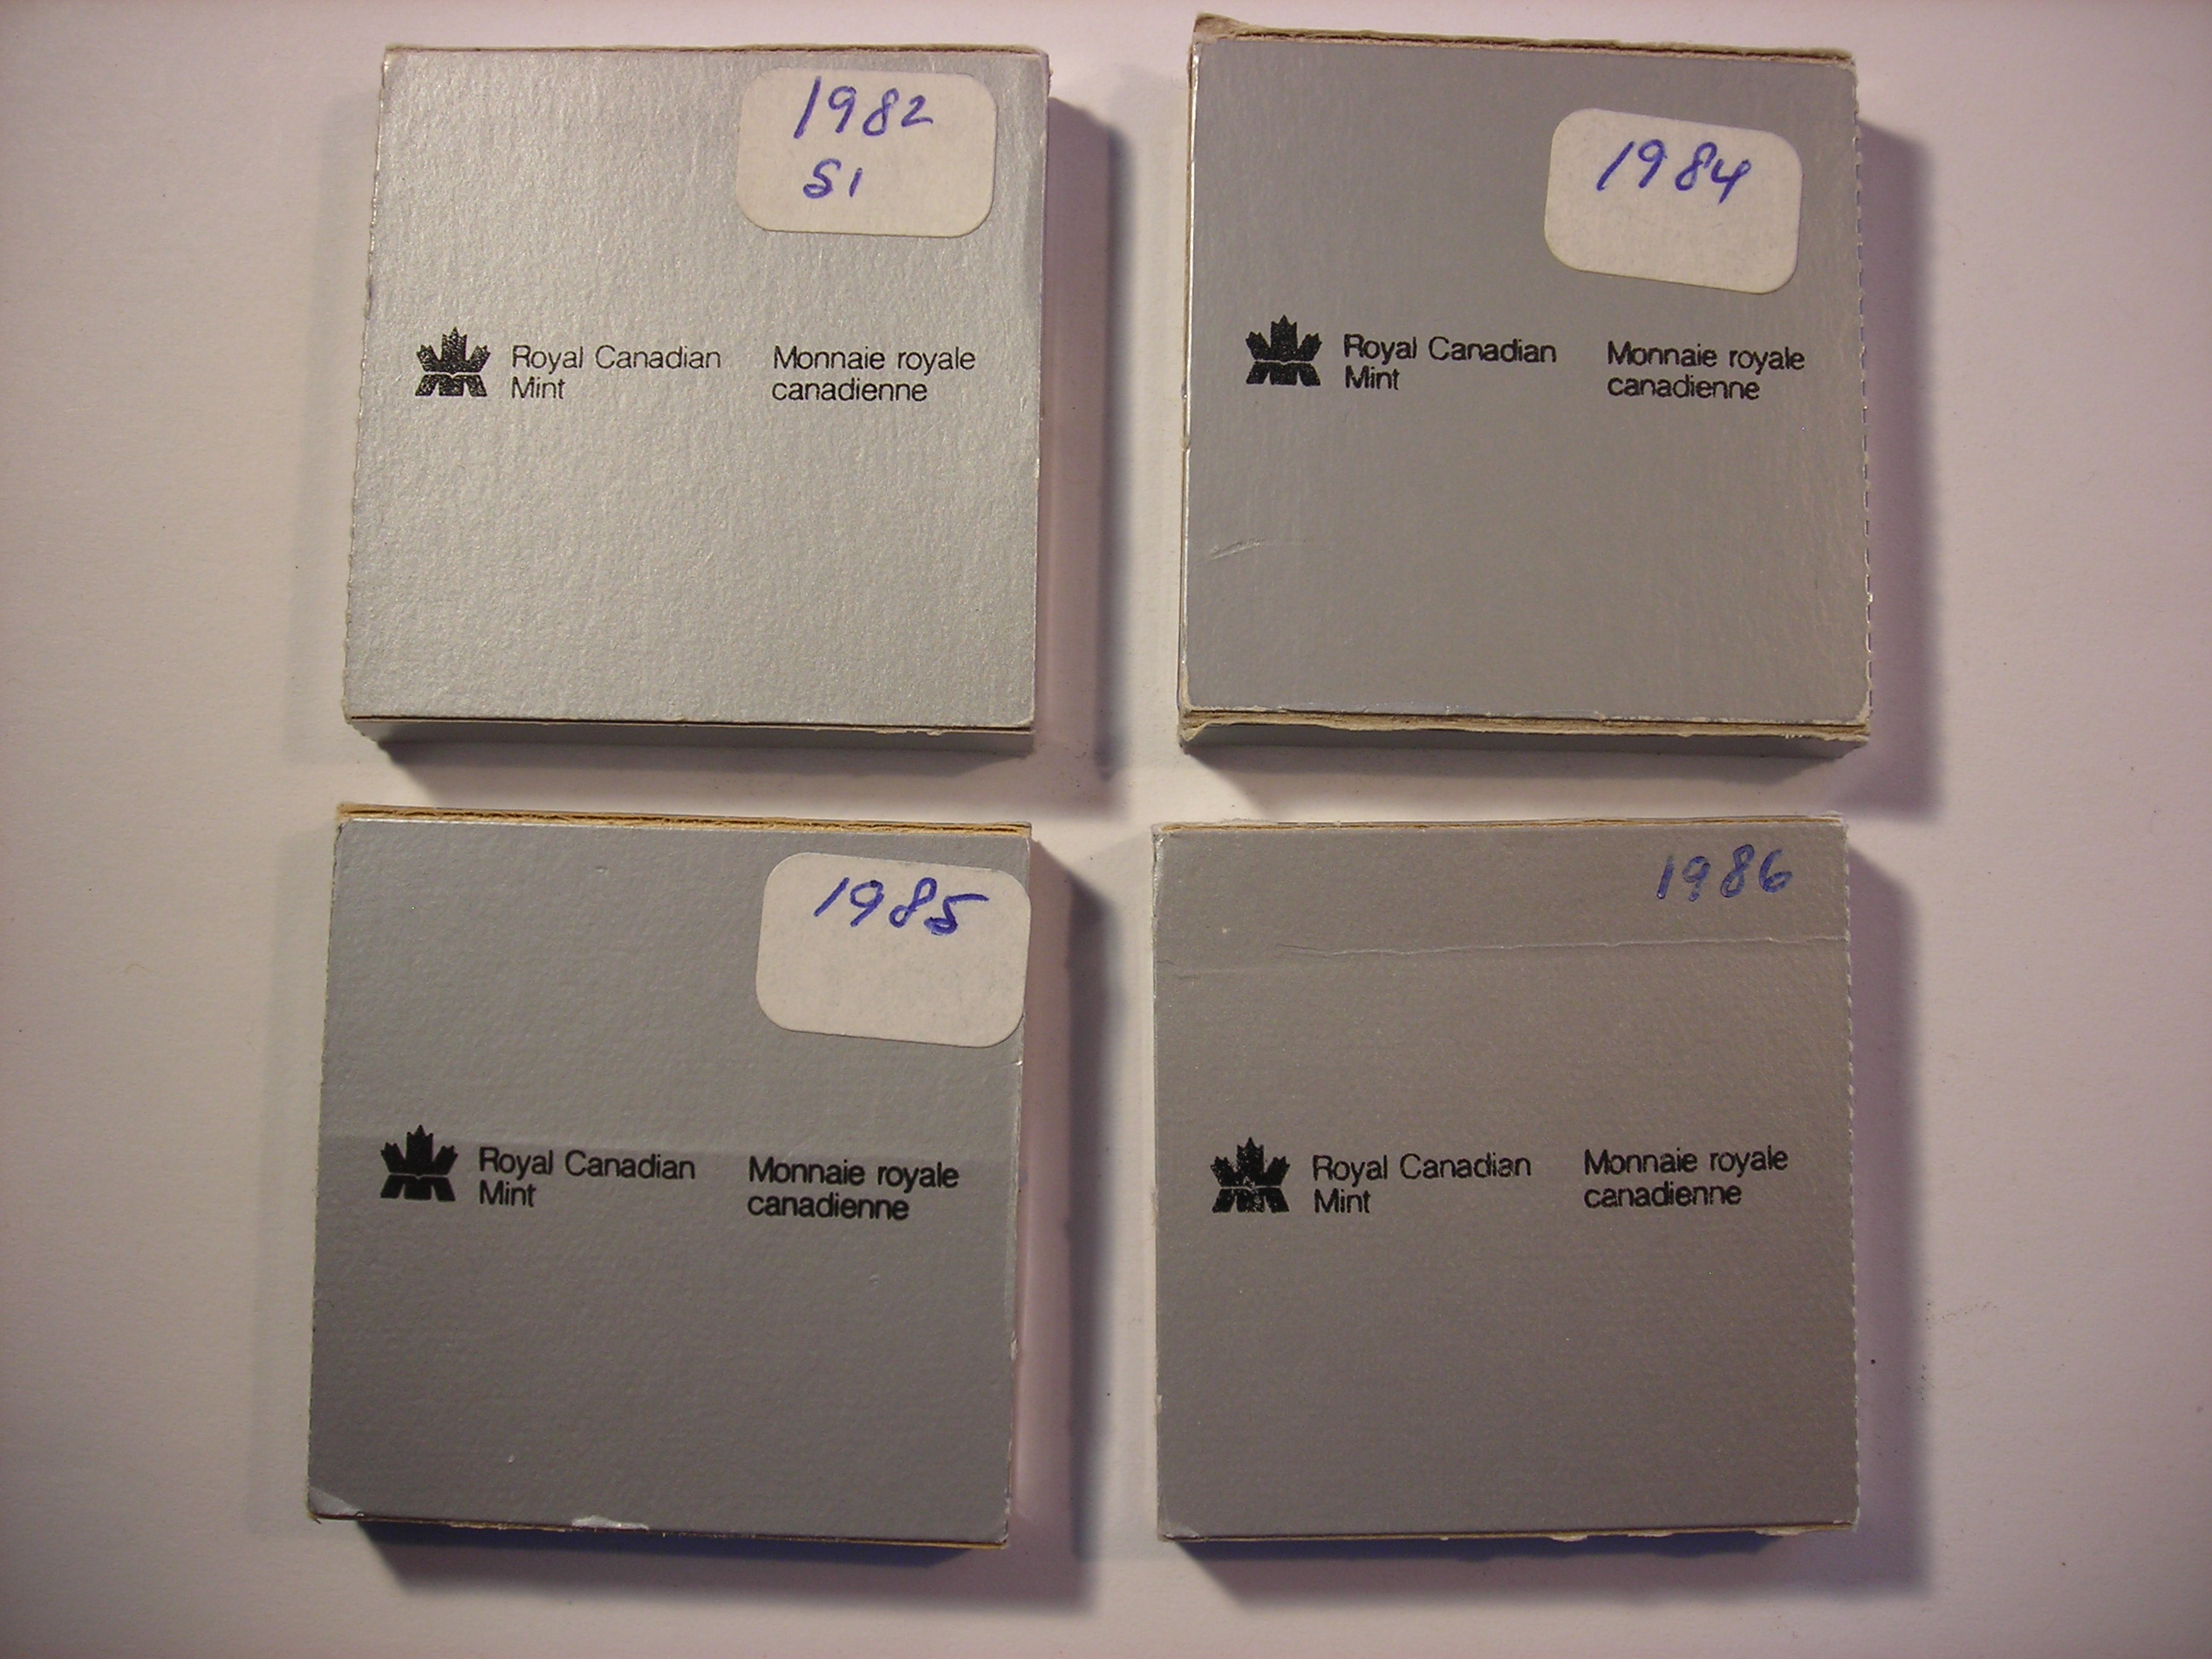 1982
S1
Royal Canadian
Mint
Monnaie royale
canadienne
1984
Royal Canadian
Mint
Monnaie royale
canadienne
1985
Royal Canadian
Mint
Monnaie royale
canadienne
1986
Royal Canadian
Mint
Monnaie royale
canadienne